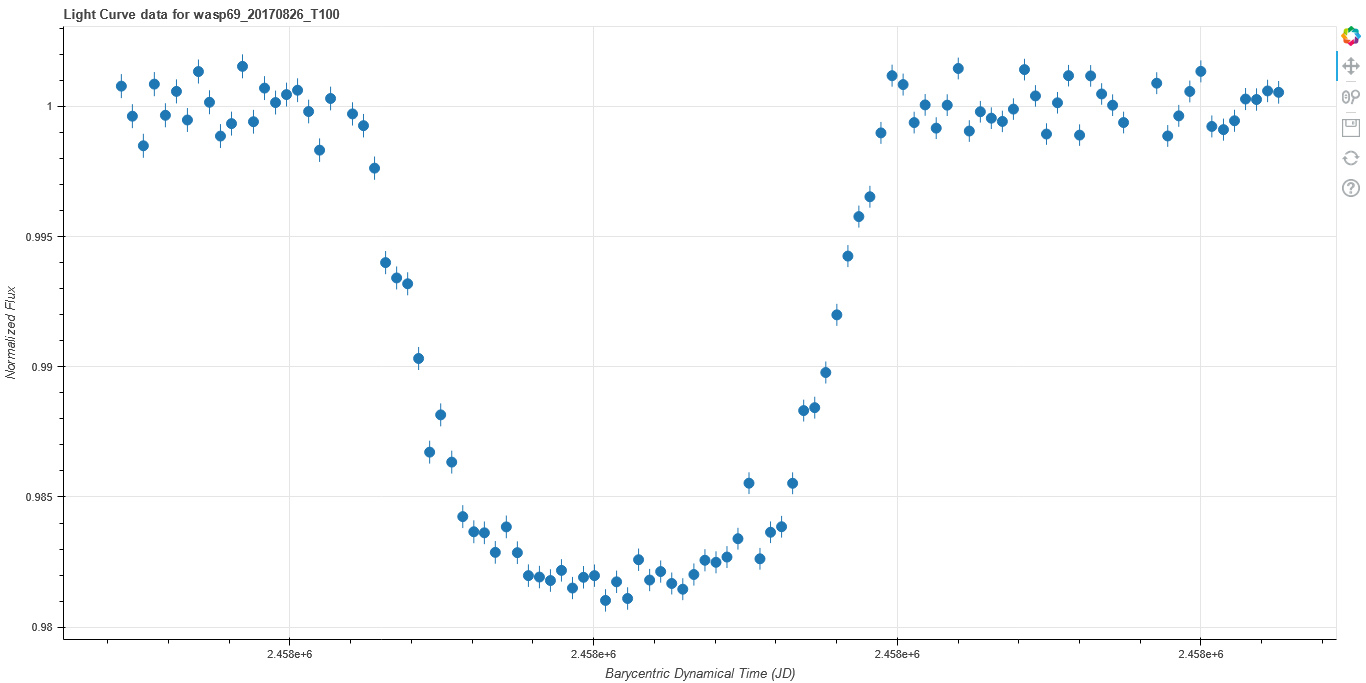 Light Curve data for wasp69_20170826_T100
1
0.995
0.99
0.985
0.98
Normalized Flux
2.458e+6 2.458e+6 2.458e+6 2.458e+6
Barycentric Dynamical Time (JD)